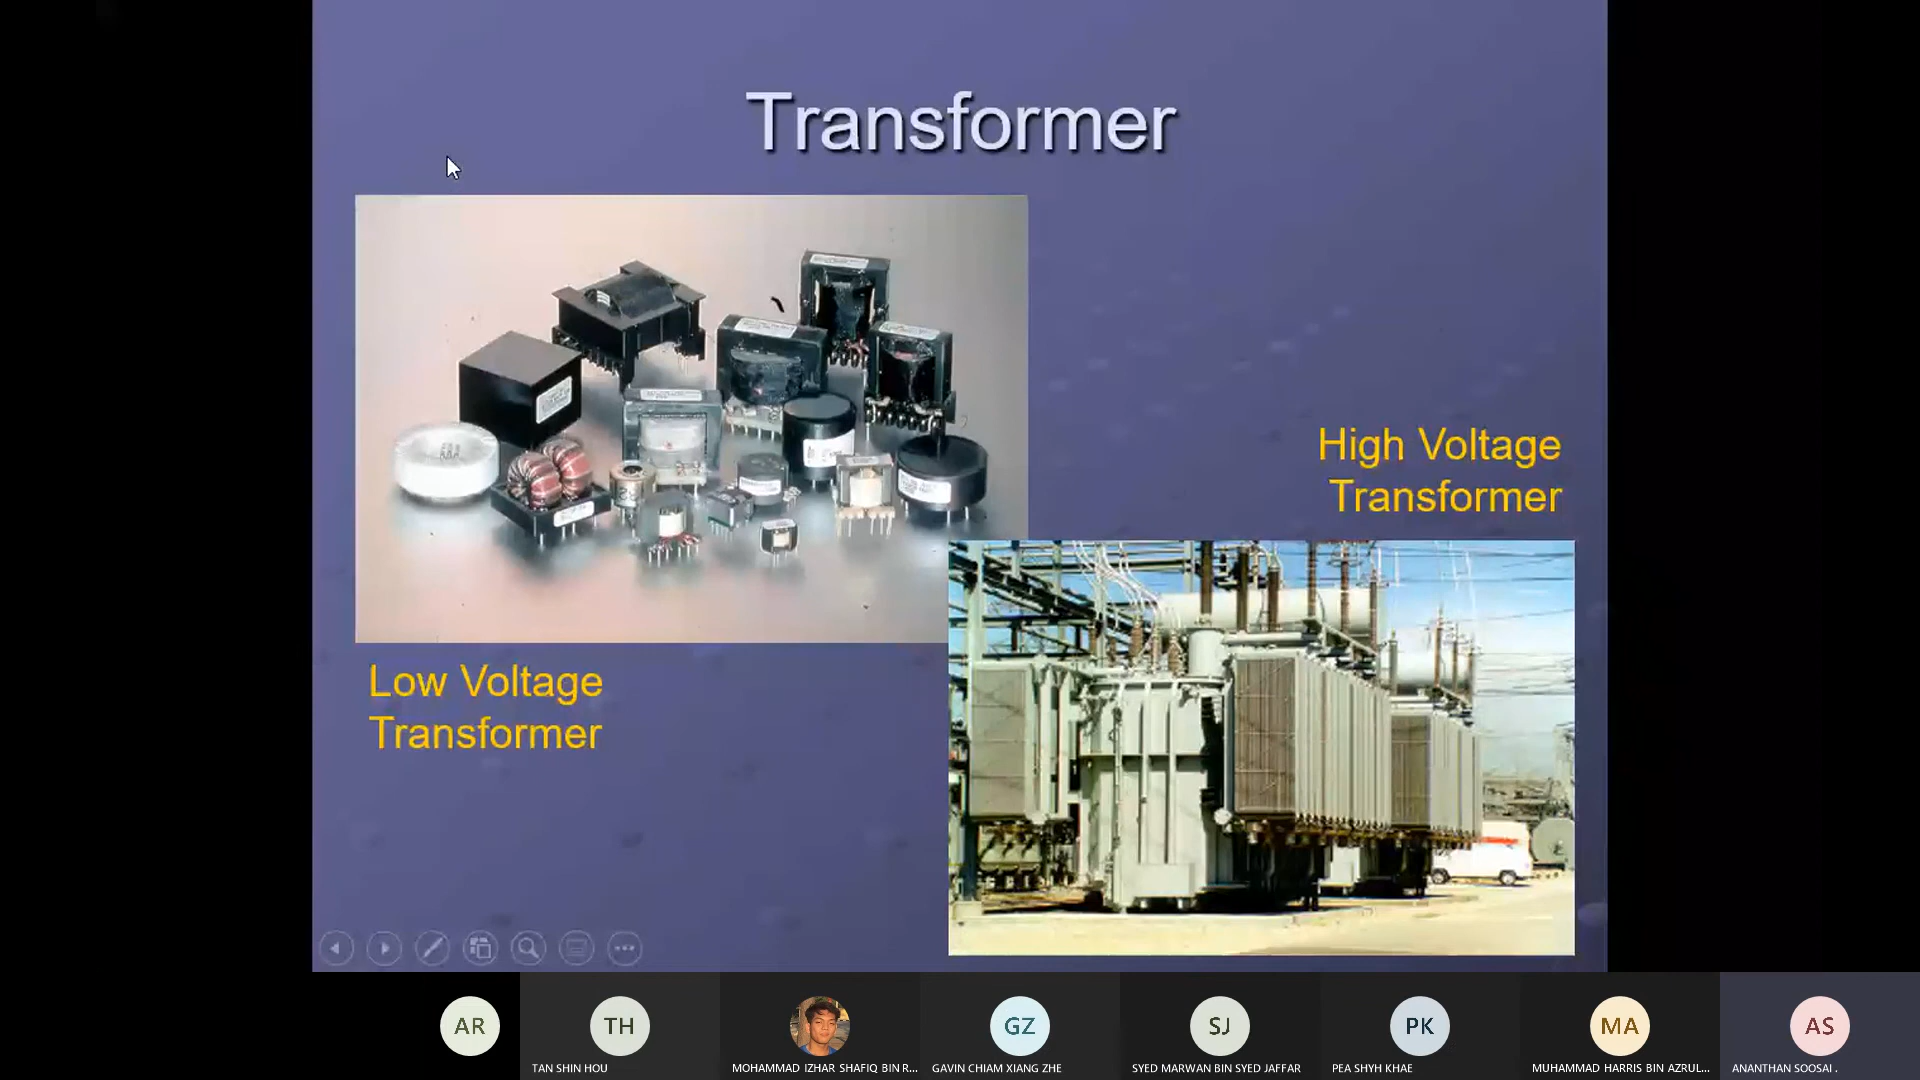 Transformer
High Voltage
Transformer
Low Voltage
Transformer
AR
TH
GZ
SJ
PK
MA
AS
TAN SHIN HOU
MOHAMMAD IZHAR SHAFIQ BIN R...
GAVIN CHIAM XIANG ZHE
SYED MARWAN BIN SYED JAFFAR
PEA SHYH KHAE
MUHAMMAD HARRIS BIN AZRUL...
ANANTHAN SOOSAI .